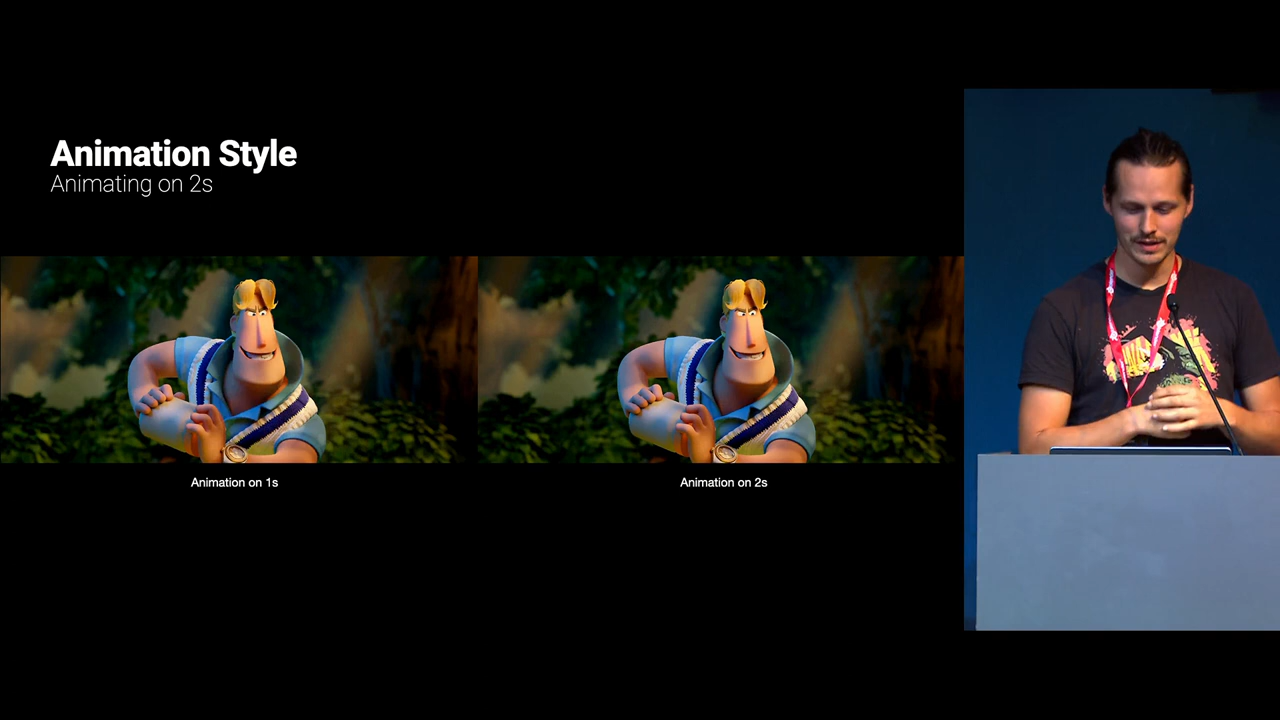 Animation Style
Animating on 2s
Animation on 1s
Animation on 2s